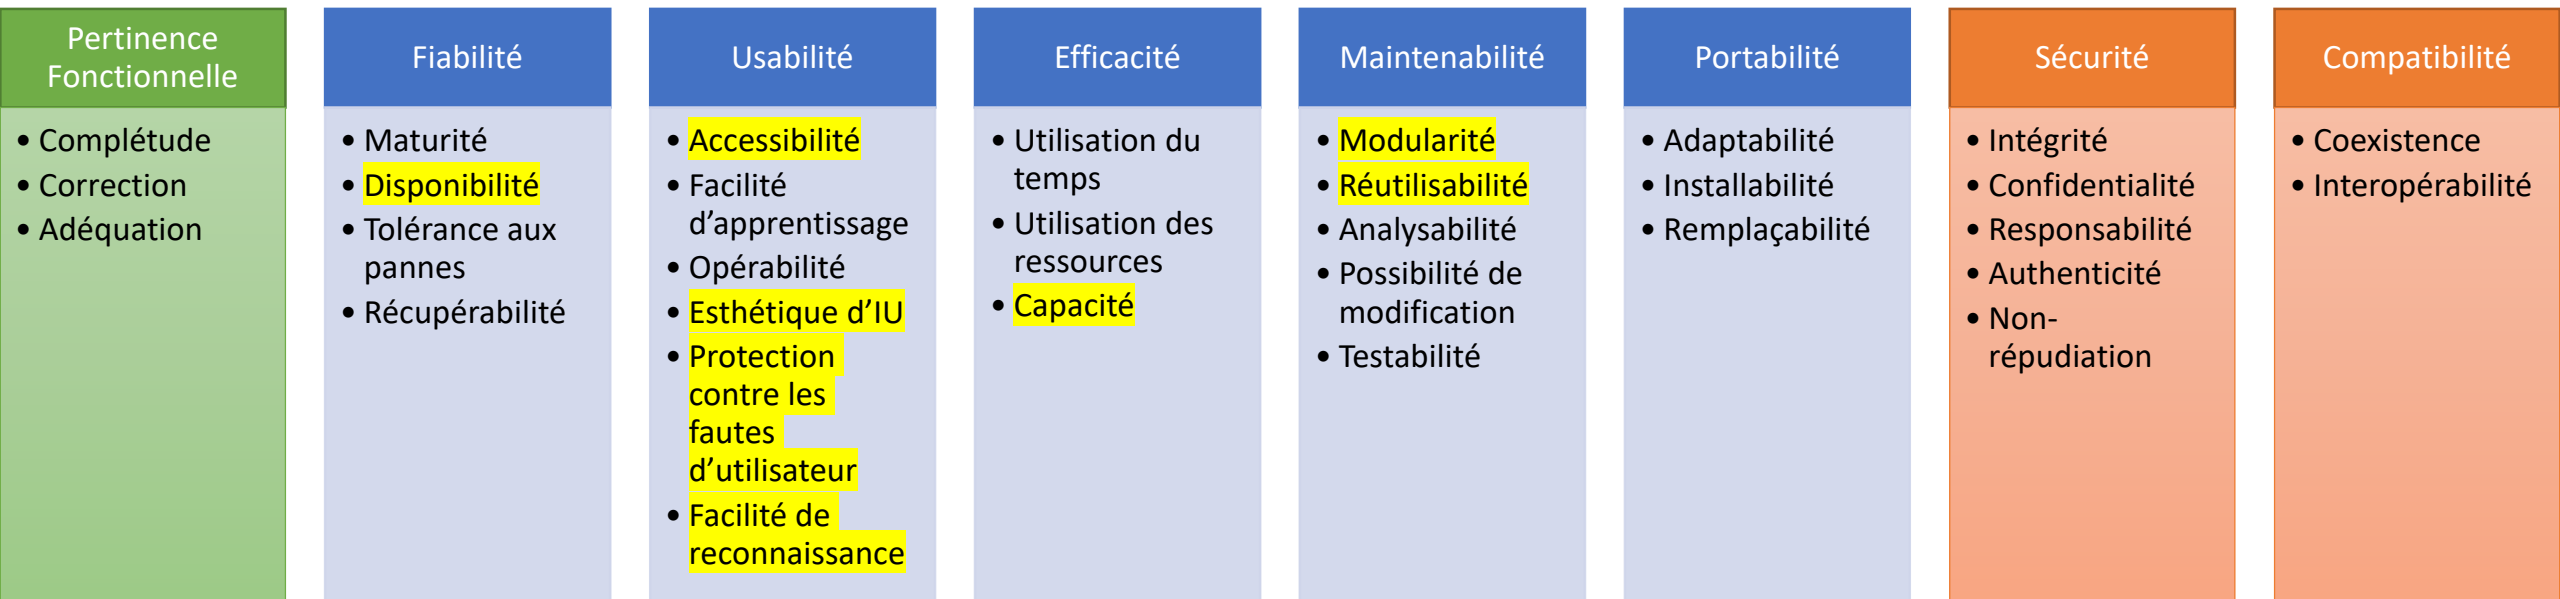 Pertinence
Fonctionnelle
• Complétude
• Correction
• Adéquation
Fiabilité
• Maturité
• Disponibilité
• Tolérance aux
pannes
• Récupérabilité
Usabilité
• Accessibilité
• Facilité
d’apprentissage
• Opérabilité
• Esthétique d’IU
• Protection
contre les
fautes
d’utilisateur
• Facilité de
reconnaissance
Efficacité
• Utilisation du
temps
• Utilisation des
ressources
• Capacité
Maintenabilité
• Modularité
• Réutilisabilité
• Analysabilité
• Possibilité de
modification
• Testabilité
Portabilité
• Adaptabilité
• Installabilité
• Remplaçabilité
Sécurité
• Intégrité
• Confidentialité
• Responsabilité
• Authenticité
• Non-
répudiation
Compatibilité
• Coexistence
• Interopérabilité